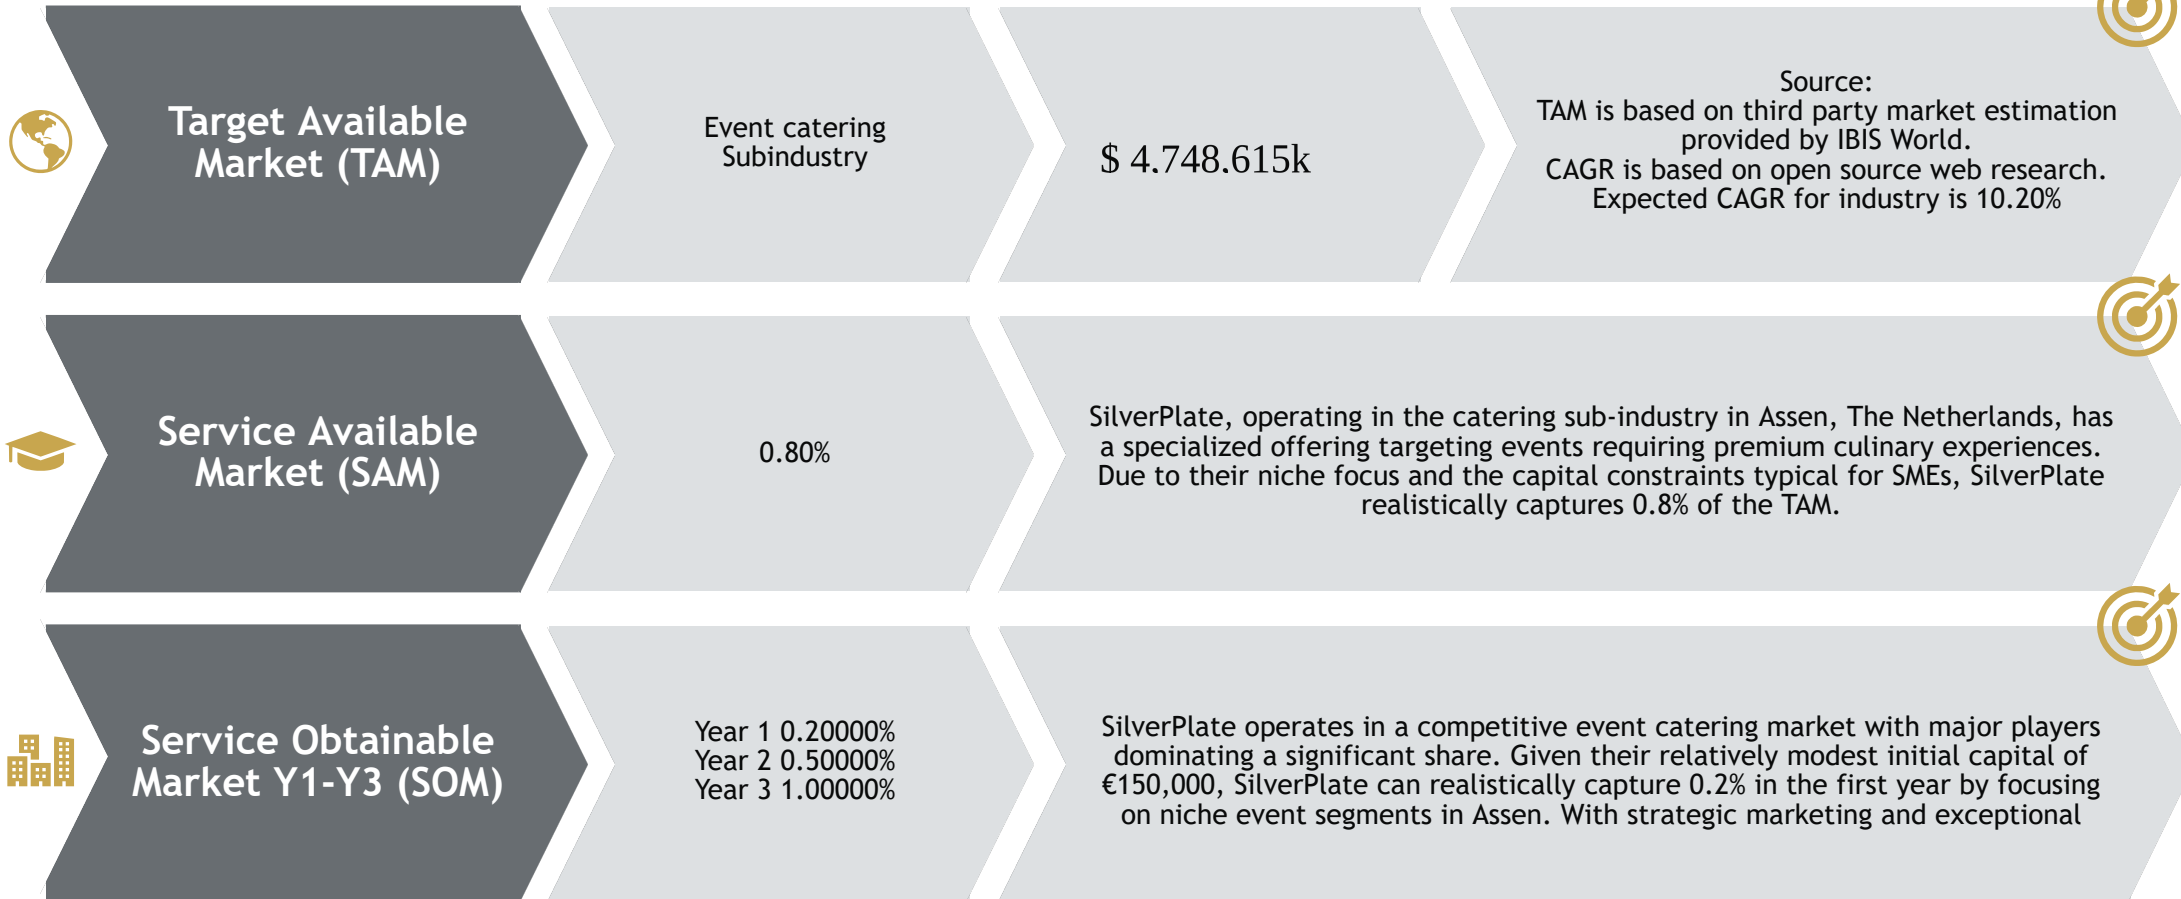 Target Available
Market (TAM)
Event catering
Subindustry
$ 4.748.615k
Source:
TAM is based on third party market estimation
provided by IBIS World.
CAGR is based on open source web research.
Expected CAGR for industry is 10.20%
Service Available
Market (SAM)
0.80%
SilverPlate, operating in the catering sub-industry in Assen, The Netherlands, has
a specialized offering targeting events requiring premium culinary experiences.
Due to their niche focus and the capital constraints typical for SMEs, SilverPlate
realistically captures 0.8% of the TAM.
Service Obtainable
Market Y1-Y3 (SOM)
Year 1 0.20000%
Year 2 0.50000%
Year 3 1.00000%
SilverPlate operates in a competitive event catering market with major players
dominating a significant share. Given their relatively modest initial capital of
€150,000, SilverPlate can realistically capture 0.2% in the first year by focusing
on niche event segments in Assen. With strategic marketing and exceptional